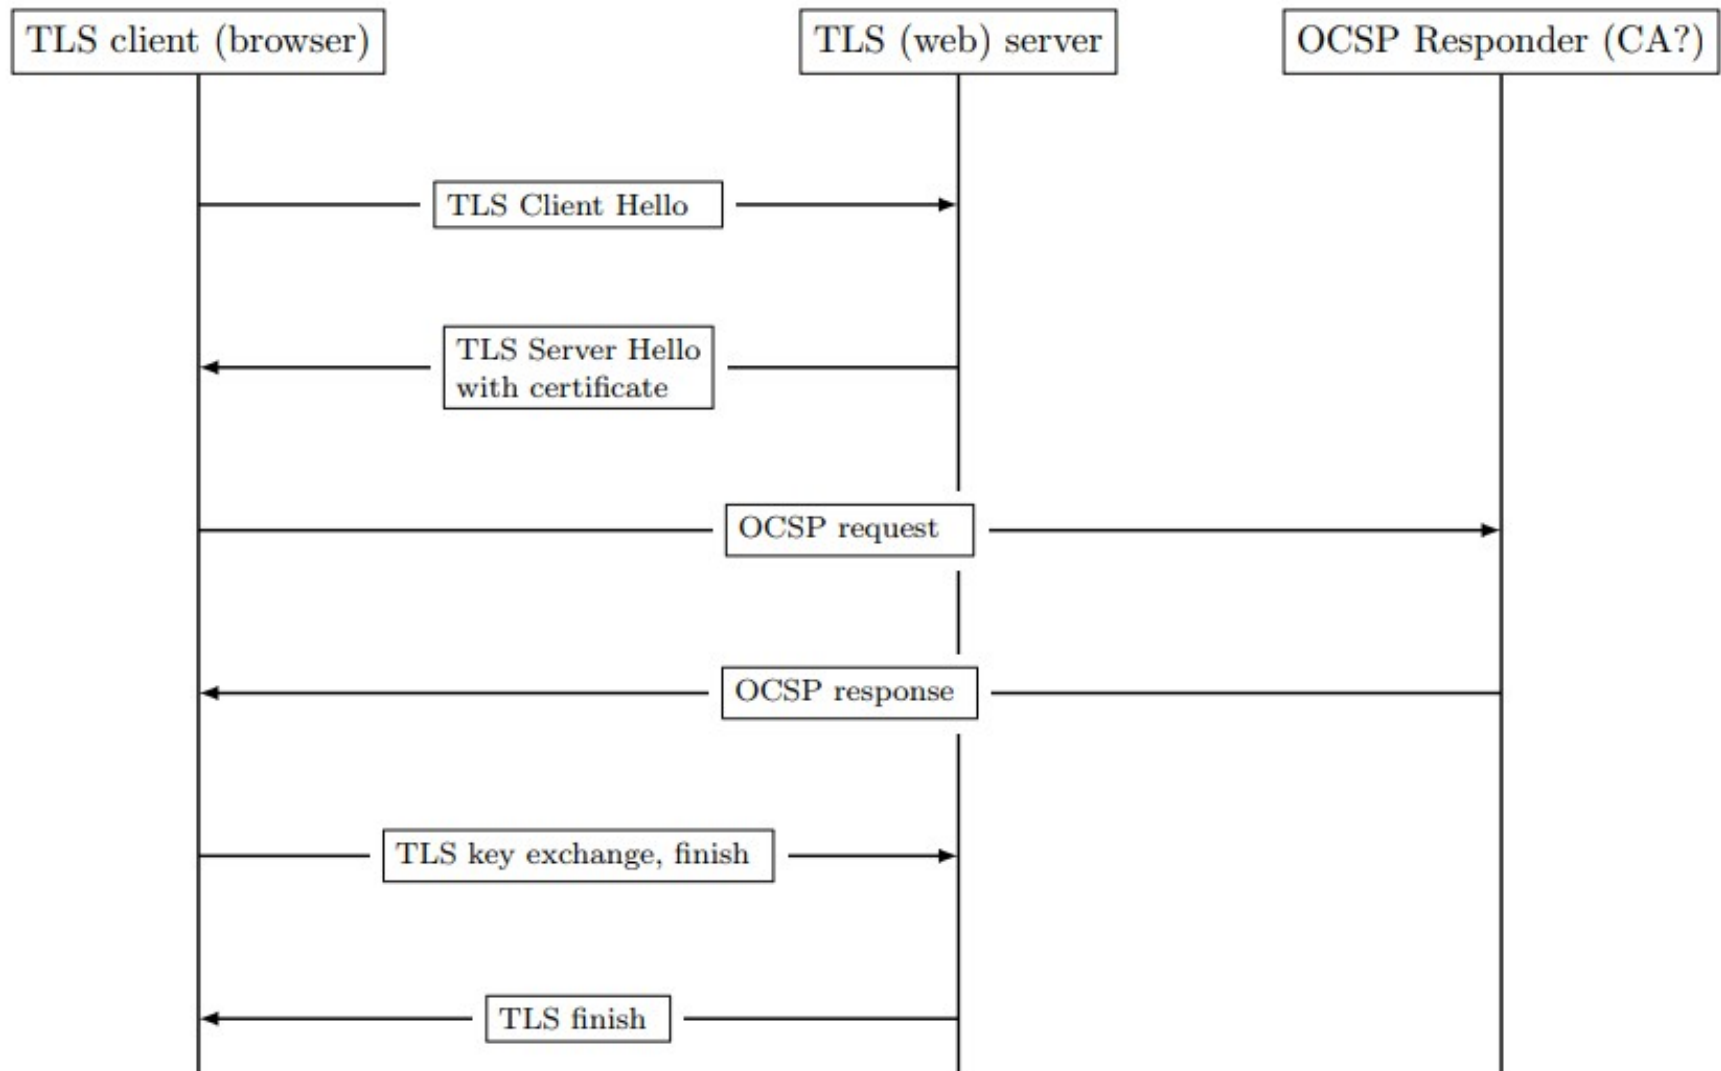 TLS client (browser)
TLS (web) server
OCSP Responder (CA?)
TLS Client Hello
TLS Server Hello
with certificate
OCSP request
OCSP response
TLS key exchange, finish
TLS finish